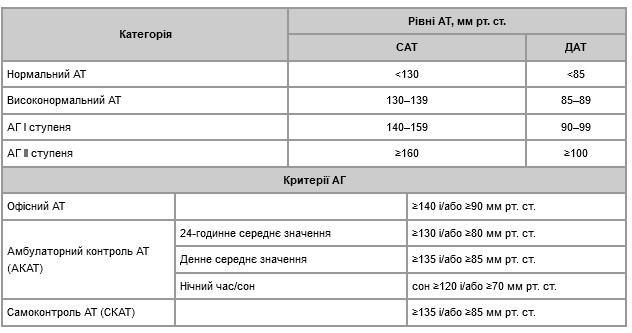 Категорія
Рівні АТ, мм рт. ст.
САТ ДАТ
Нормальний АТ <130 <85
Високонормальний АТ 130–139 85–89
АГ І ступеня 140–159 90–99
АГ ІІ ступеня ≥160 ≥100
Критерії АГ
Офісний АТ ≥140 і/або ≥90 мм рт. ст.
Амбулаторний контроль АТ
(АКАТ)
24-годинне середнє значення ≥130 і/або ≥80 мм рт. ст.
Денне середнє значення ≥135 і/або ≥85 мм рт. ст.
Нічний час/сон сон ≥120 і/або ≥70 мм рт. ст.
Самоконтроль АТ (СКАТ) ≥135 і/або ≥85 мм рт. ст.